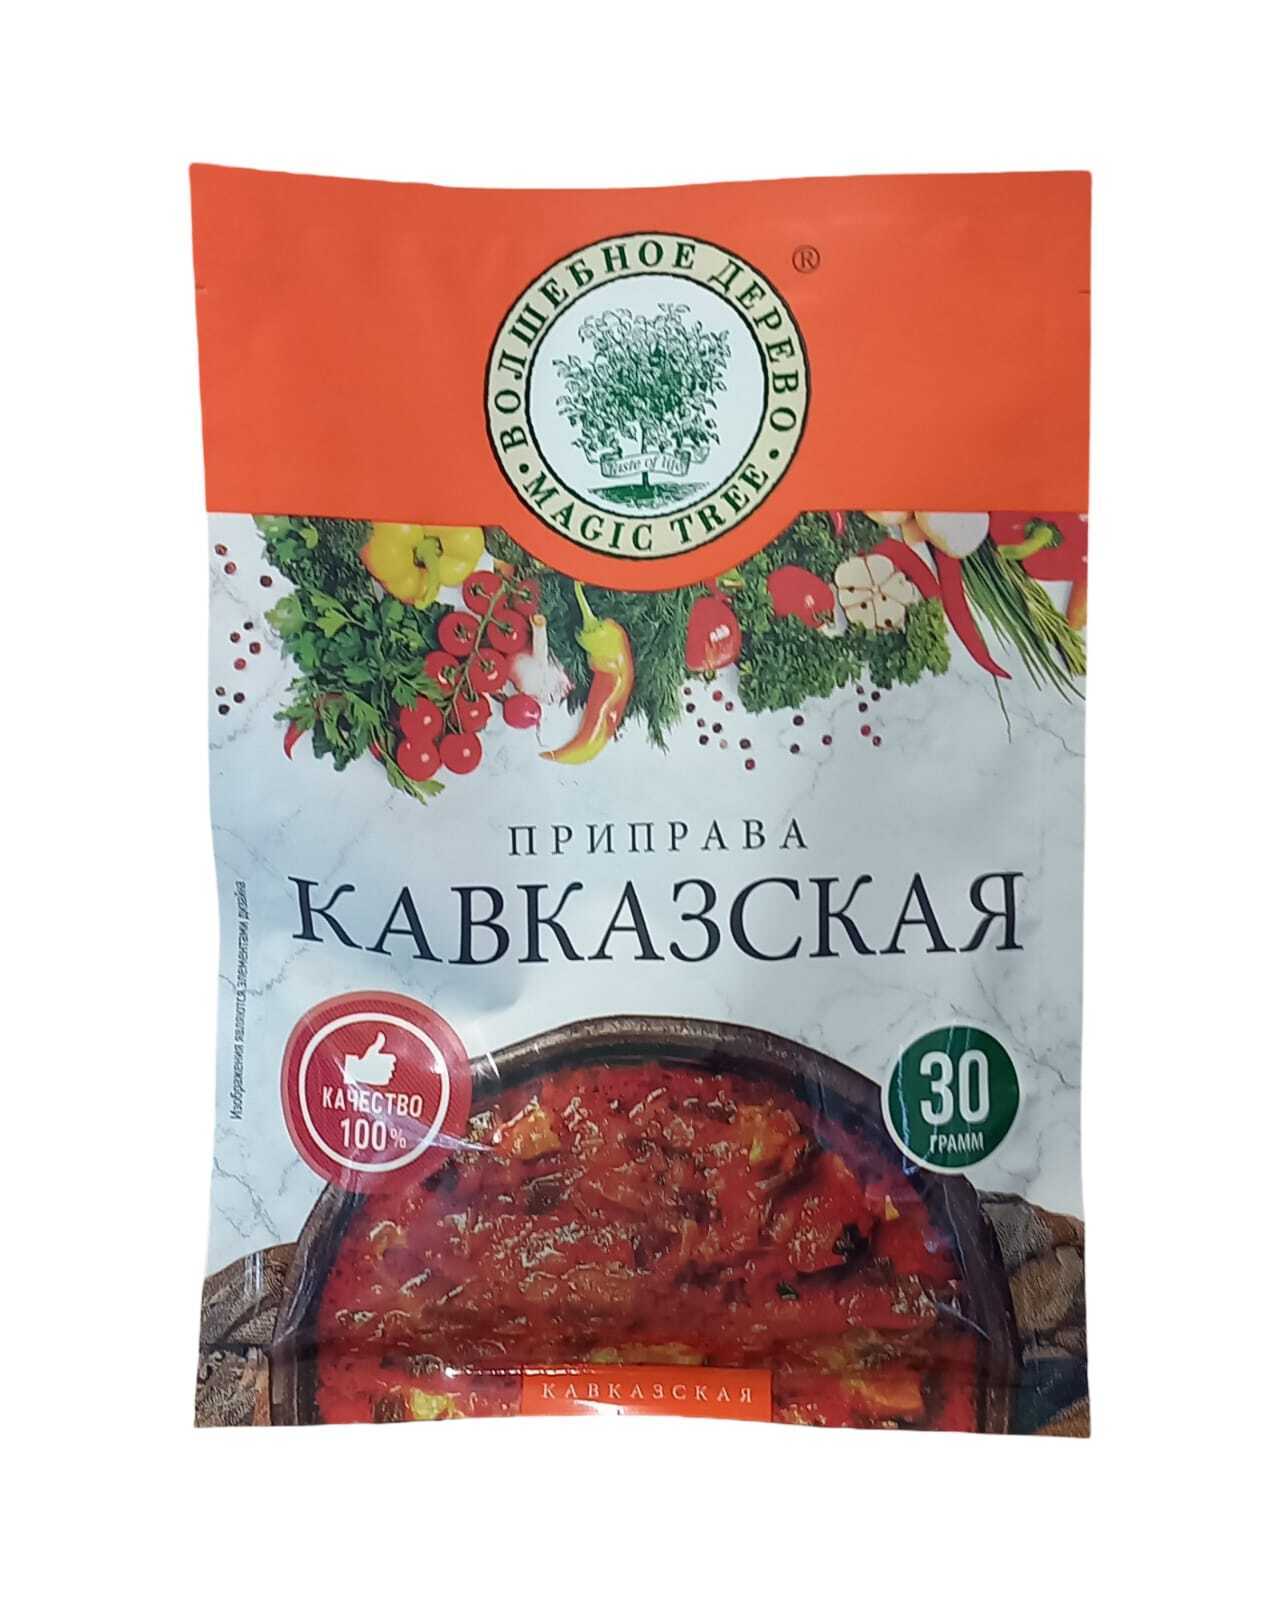 ВОЛШЕБНОЕ ДЕРЕВО
®
Taste of life
MAGIC TREE
ПРИПРАВА
КАВКАЗСКАЯ
Изображения являются элементами дизайна
КАЧЕСТВО
100%
30
ГРАММ
КАВКАЗСКАЯ